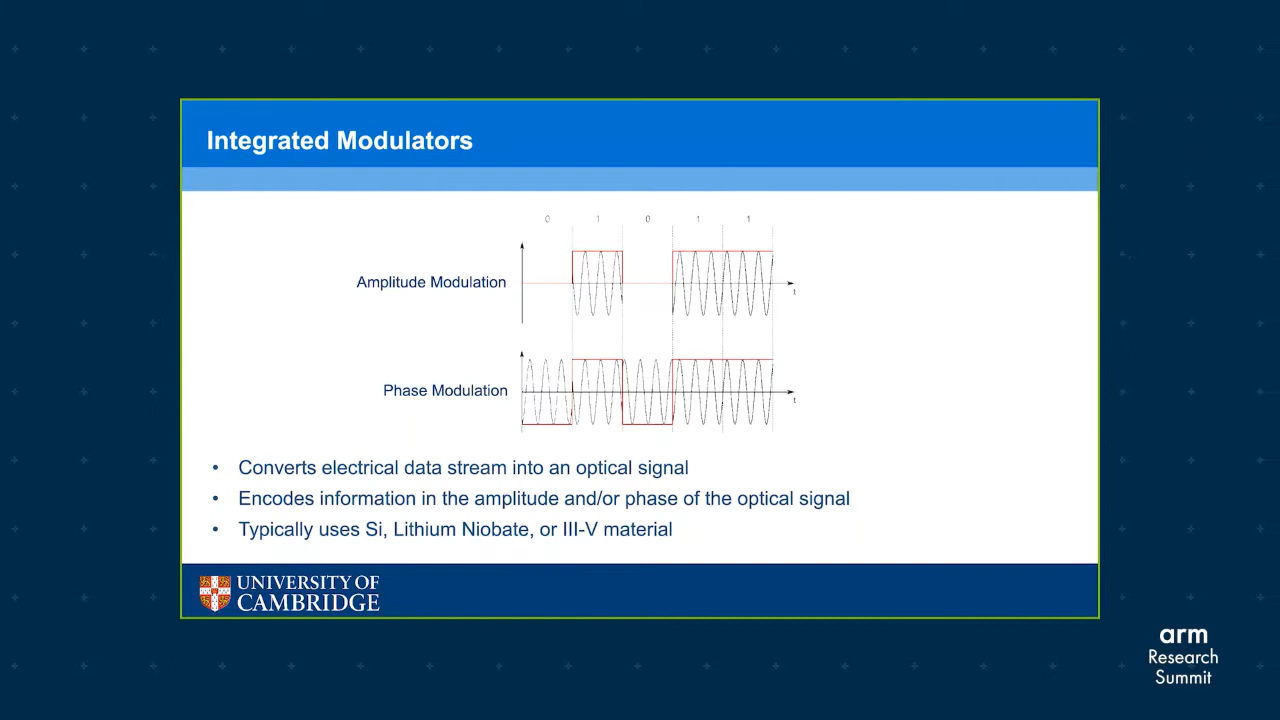 Integrated Modulators
0 1 0 1 1
Amplitude Modulation
t
Phase Modulation
t
• Converts electrical data stream into an optical signal
• Encodes information in the amplitude and/or phase of the optical signal
• Typically uses Si, Lithium Niobate, or III-V material
UNIVERSITY OF
CAMBRIDGE
arm
Research
Summit